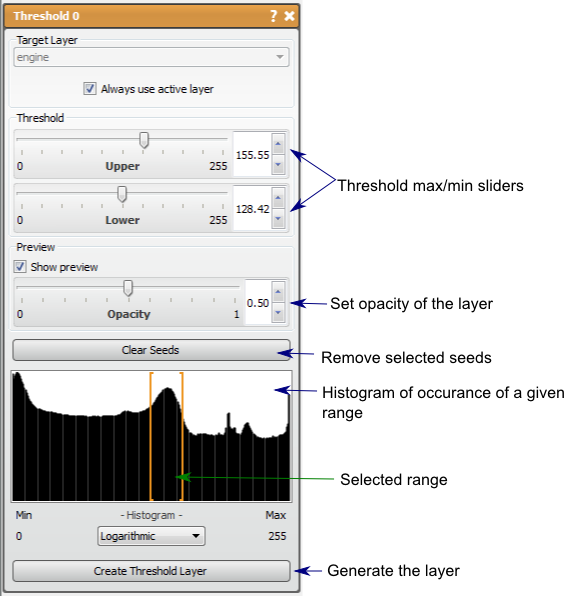 Threshold 0 ? ✖
Target Layer
engine
Always use active layer
Threshold
155.55
0 Upper 255
128.42
0 Lower 255
Threshold max/min sliders
Preview
Show preview
0.50
0 Opacity 1
Set opacity of the layer
Clear Seeds
Remove selected seeds
Histogram of occurance of a given
range
Selected range
Min - Histogram - Max
0 Logarithmic 255
Create Threshold Layer
Generate the layer